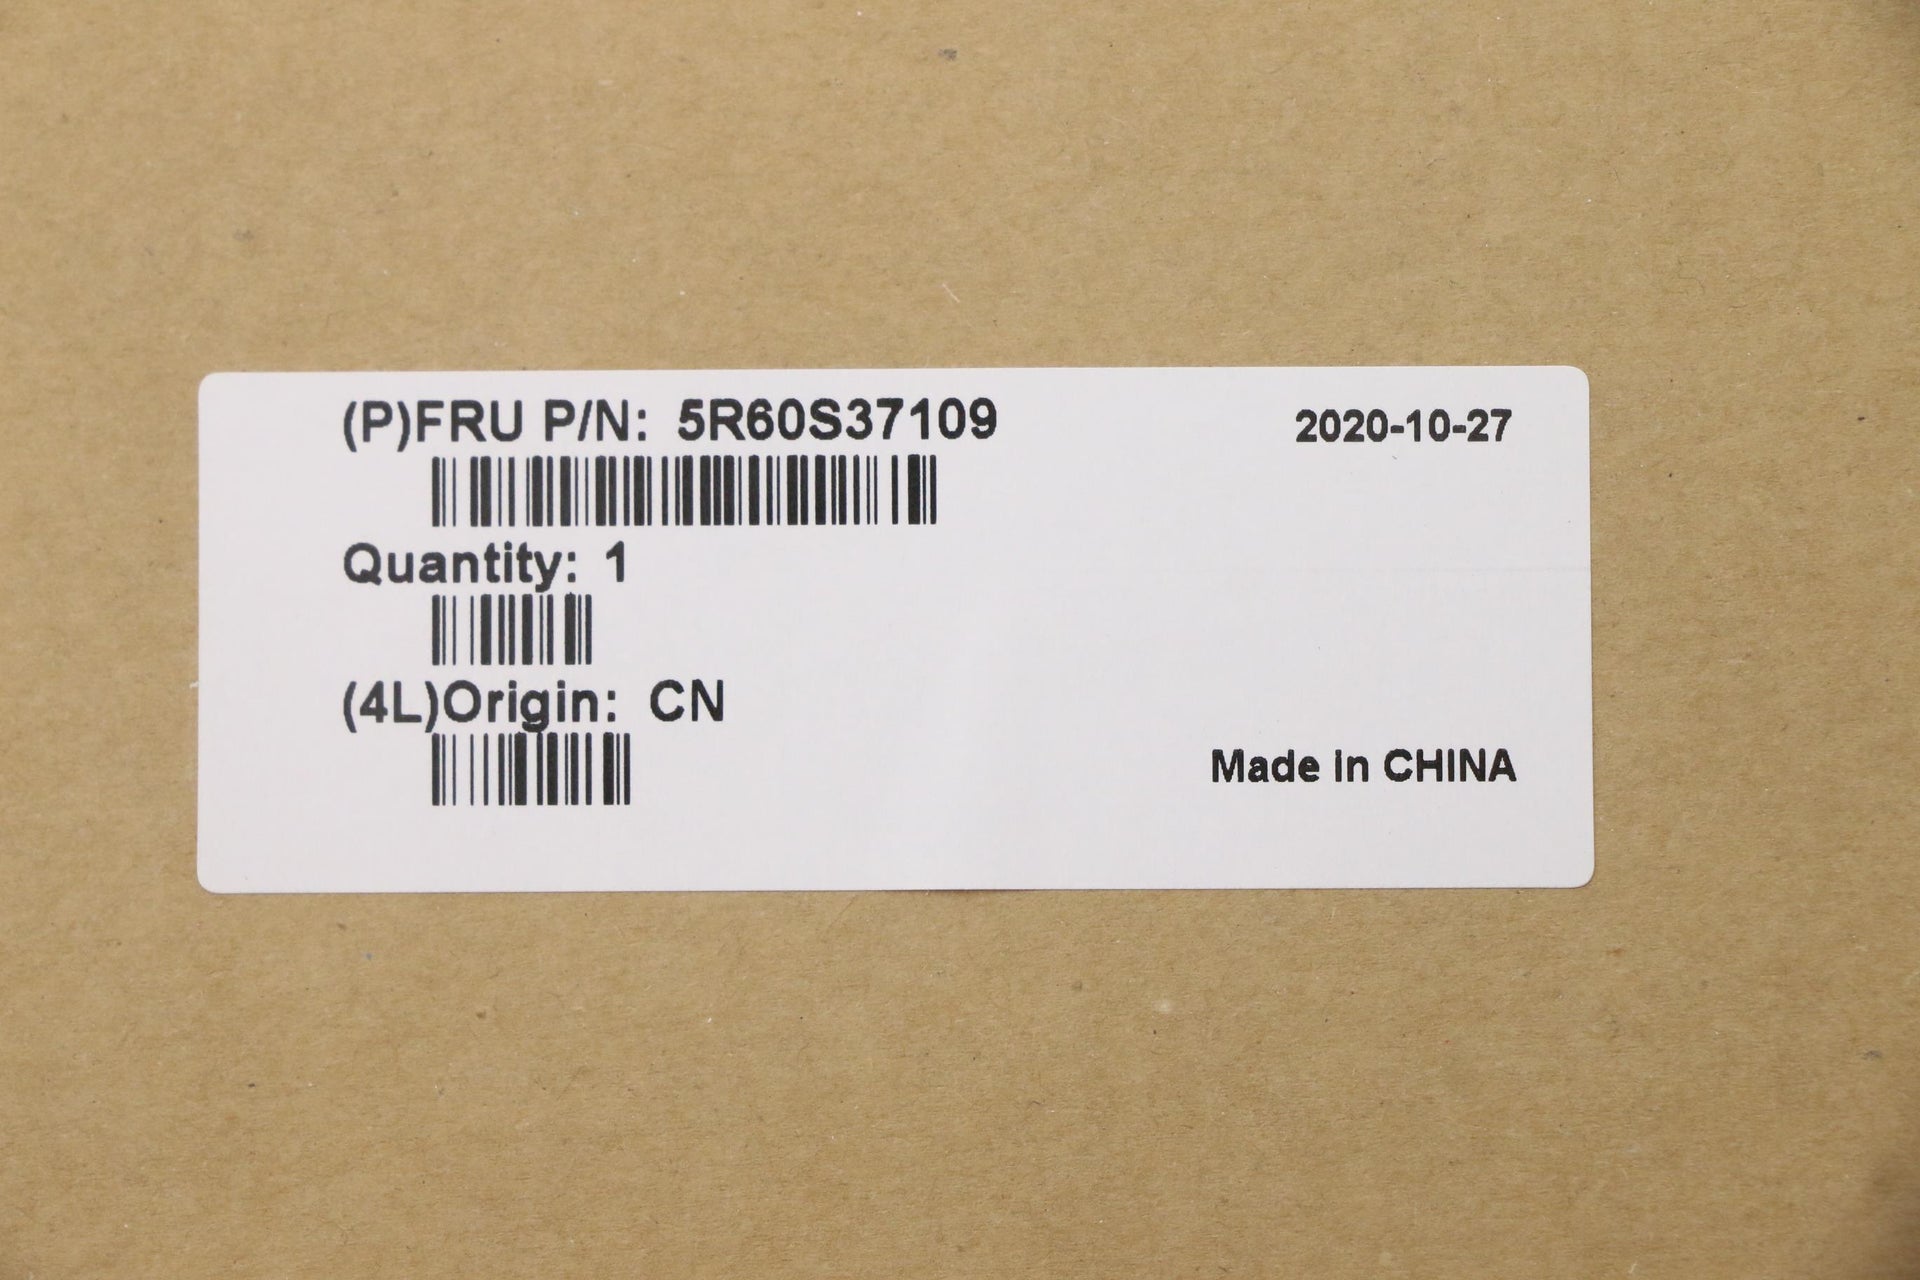 (P)FRU P/N: 5R60S37109
2020-10-27
Quantity: 1
(4L)Origin: CN
Made in CHINA